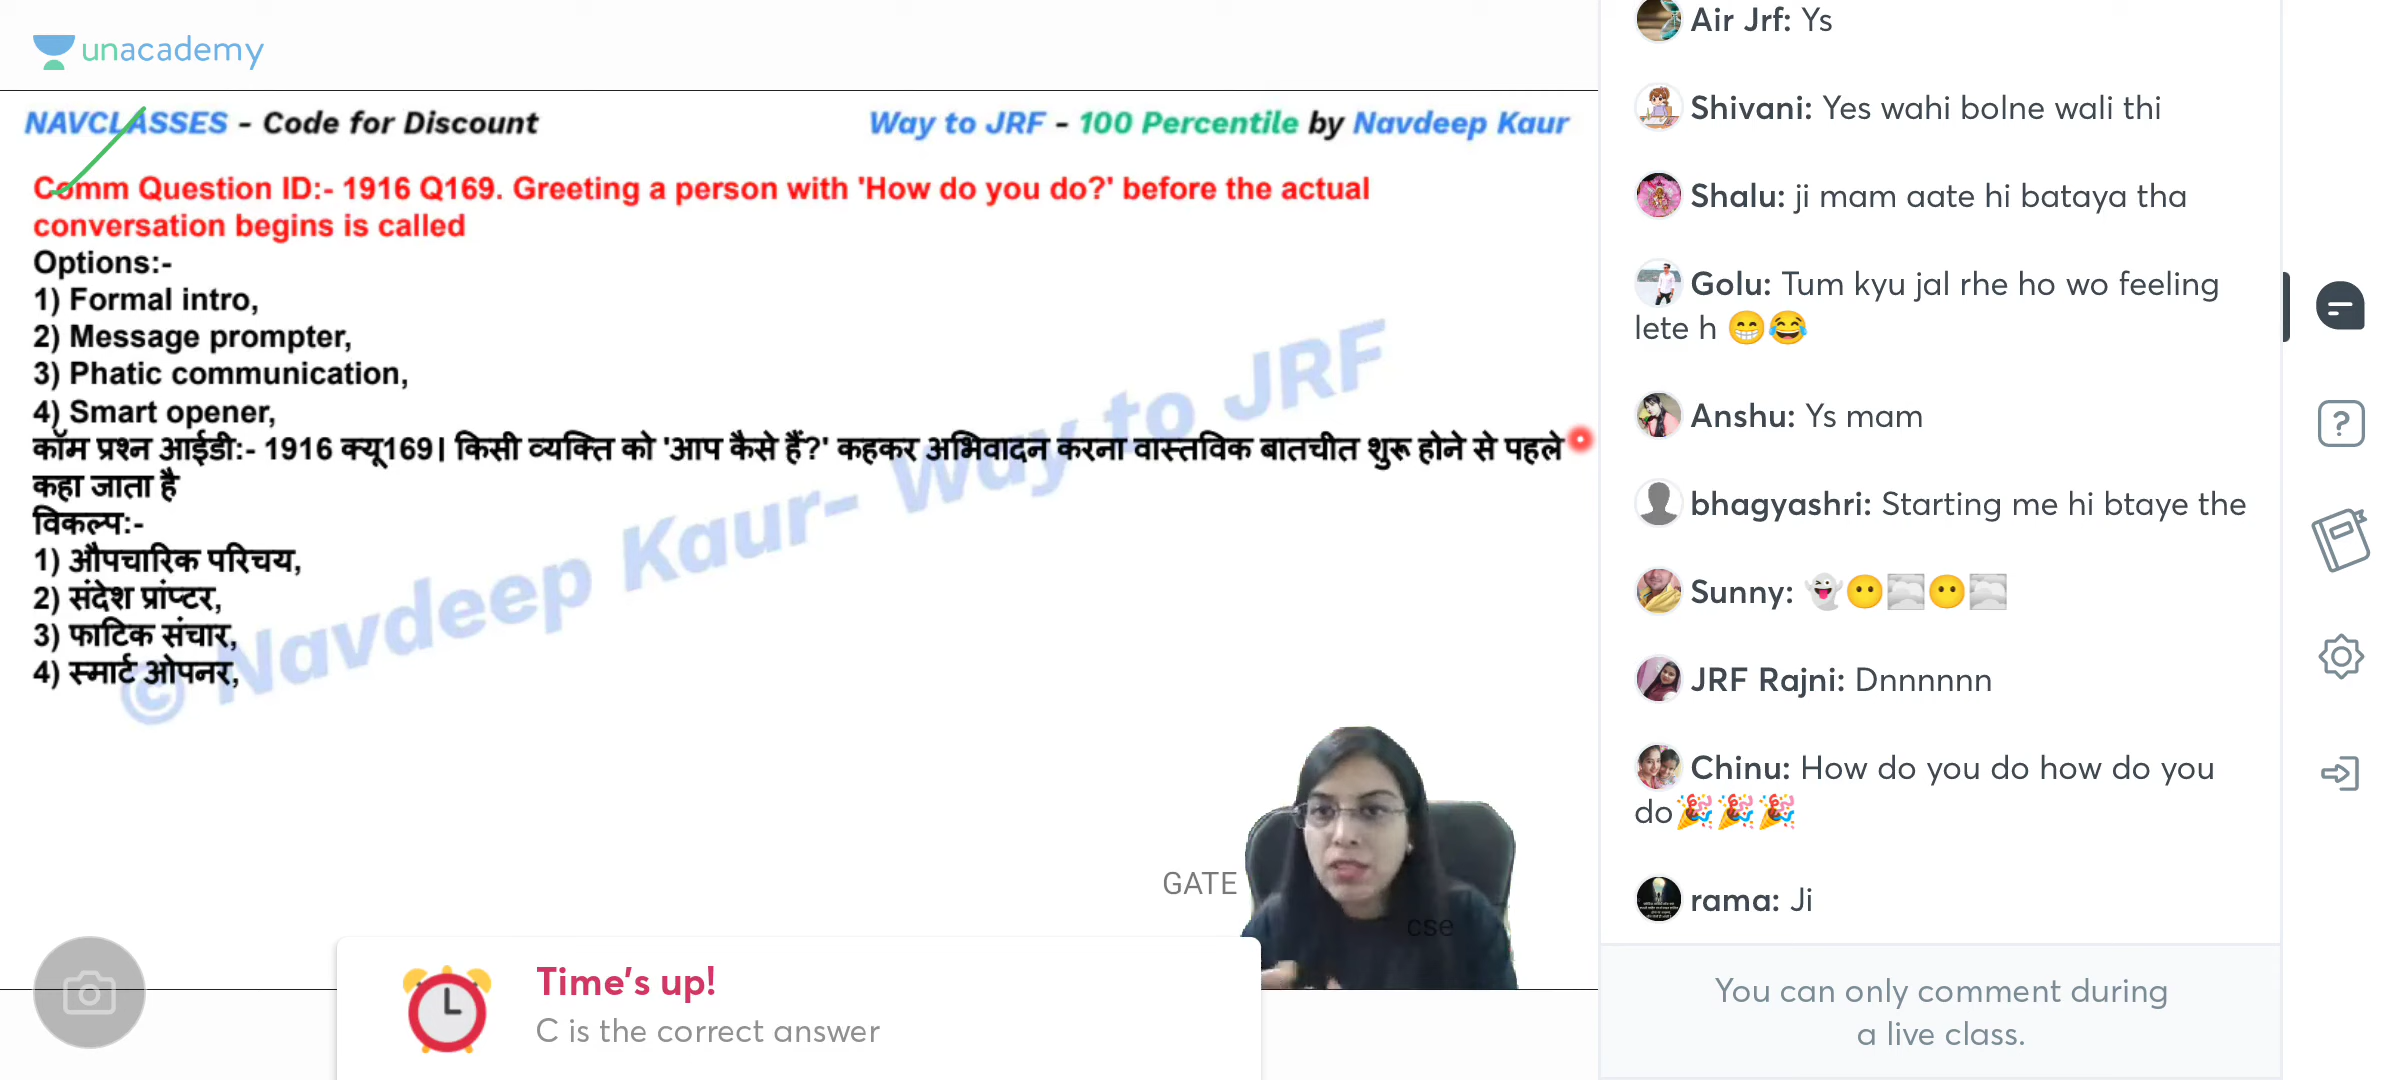 unacademy
NAVCLASSES - Code for Discount
Way to JRF - 100 Percentile by Navdeep Kaur
Comm Question ID:- 1916 Q169. Greeting a person with 'How do you do?' before the actual
conversation begins is called
Options:-
1) Formal intro,
2) Message prompter,
3) Phatic communication,
4) Smart opener,
कॉम प्रश्न आईडी:- 1916 क्यू169। किसी व्यक्ति को 'आप कैसे हैं?' कहकर अभिवादन करना वास्तविक बातचीत शुरू होने से पहले
कहा जाता है
विकल्प:-
1) औपचारिक परिचय,
2) संदेश प्रांप्टर,
3) फाटिक संचार,
4) स्मार्ट ओपनर,
© Navdeep Kaur- Way to JRF
GATE
cse
Time's up!
C is the correct answer
Air Jrf: Ys
Shivani: Yes wahi bolne wali thi
Shalu: ji mam aate hi bataya tha
Golu: Tum kyu jal rhe ho wo feeling
lete h 😁😂
Anshu: Ys mam
bhagyashri: Starting me hi btaye the
Sunny: 👻😶🌫😶🌫
JRF Rajni: Dnnnnnn
Chinu: How do you do how do you
do🎉🎉🎉
rama: Ji
You can only comment during
a live class.